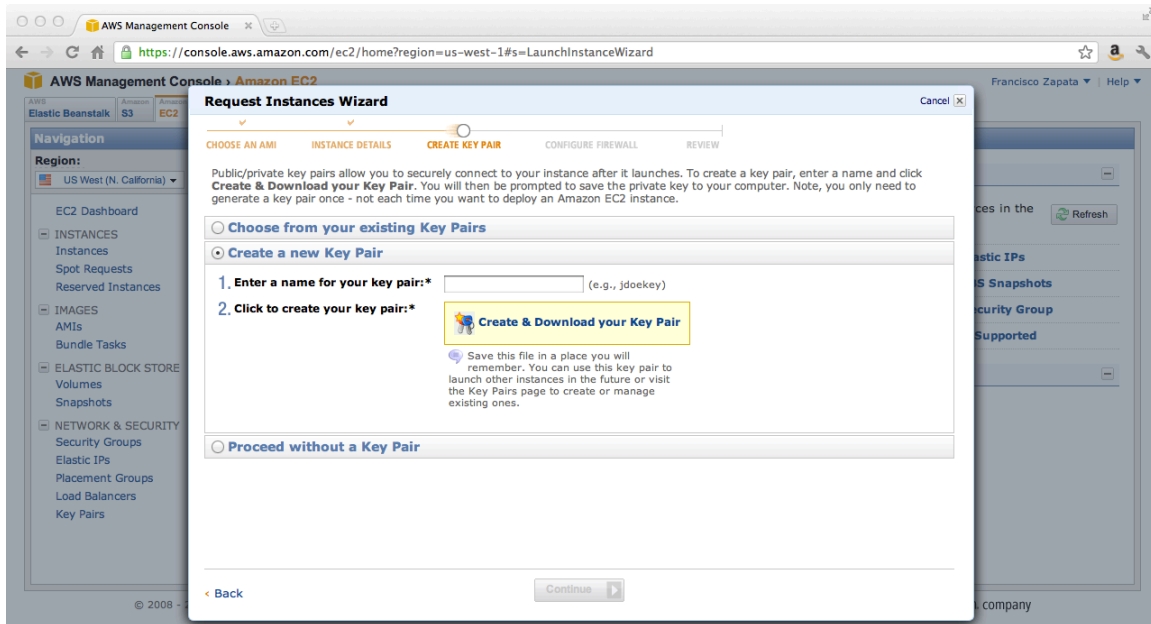 AWS Management Console
https://console.aws.amazon.com/ec2/home?region=us-west-1#s=LaunchInstanceWizard
AWS Management Console › Amazon EC2
Francisco Zapata | Help
AWS
Elastic Beanstalk
Amazon
S3
Amazon
EC2
Navigation
Region:
US West (N. California)
EC2 Dashboard
INSTANCES
Instances
Spot Requests
Reserved Instances
IMAGES
AMIs
Bundle Tasks
ELASTIC BLOCK STORE
Volumes
Snapshots
NETWORK & SECURITY
Security Groups
Elastic IPs
Placement Groups
Load Balancers
Key Pairs
Request Instances Wizard
Cancel
CHOOSE AN AMI
INSTANCE DETAILS
CREATE KEY PAIR
CONFIGURE FIREWALL
REVIEW
Public/private key pairs allow you to securely connect to your instance after it launches. To create a key pair, enter a name and click
Create & Download your Key Pair. You will then be prompted to save the private key to your computer. Note, you only need to
generate a key pair once - not each time you want to deploy an Amazon EC2 instance.
Choose from your existing Key Pairs
Create a new Key Pair
1. Enter a name for your key pair:* (e.g., jdoekey)
2. Click to create your key pair:*
Create & Download your Key Pair
Save this file in a place you will
remember. You can use this key pair to
launch other instances in the future or visit
the Key Pairs page to create or manage
existing ones.
Proceed without a Key Pair
‹ Back
Continue
in the
Refresh
IPs
Snapshots
Group
Supported
© 2008 -
company